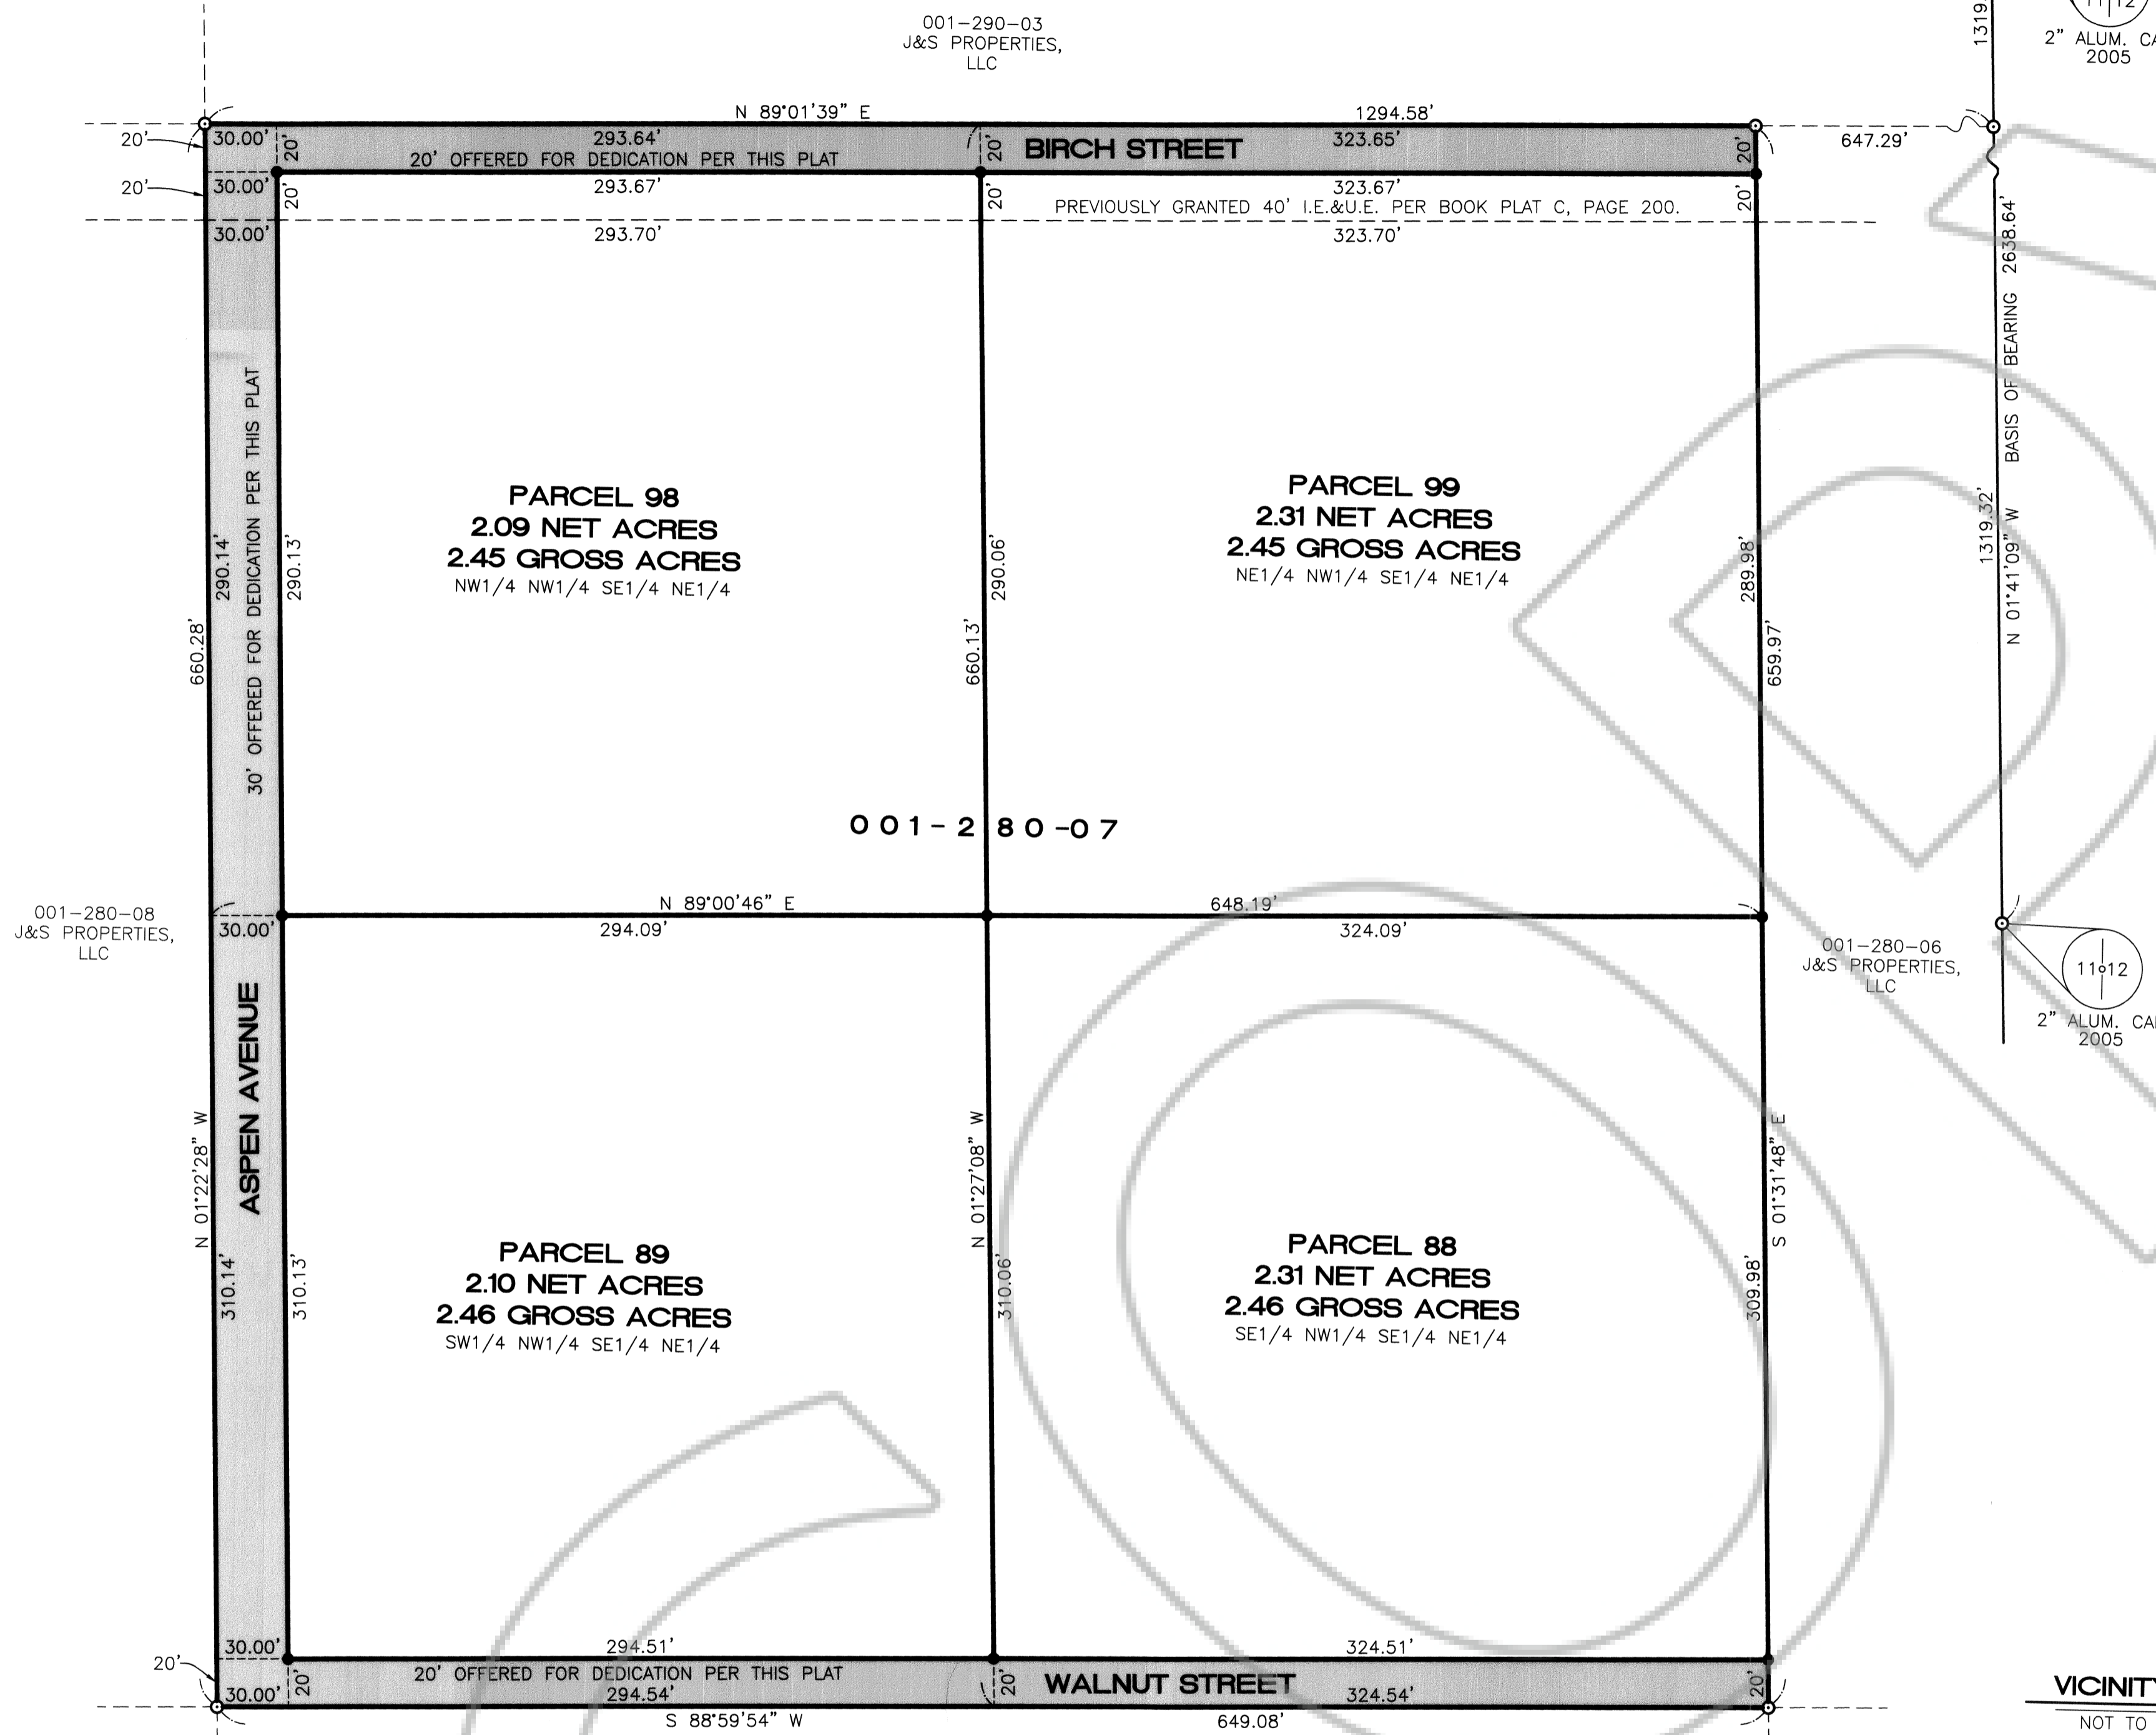 001-290-03
J&S PROPERTIES,
LLC
1319.
11 12
2" ALUM. CA
2005
N 89°01'39" E
1294.58'
647.29'
20'
30.00'
20'
293.64'
20'
BIRCH STREET
323.65'
20'
20' OFFERED FOR DEDICATION PER THIS PLAT
20'
30.00'
20'
293.67'
20'
323.67'
20'
PREVIOUSLY GRANTED 40' I.E.&U.E. PER BOOK PLAT C, PAGE 200.
30.00'
293.70'
323.70'
BASIS OF BEARING 2638.64'
N 01°41'09" W
1319.32'
30' OFFERED FOR DEDICATION PER THIS PLAT
PARCEL 98
2.09 NET ACRES
2.45 GROSS ACRES
NW1/4 NW1/4 SE1/4 NE1/4
PARCEL 99
2.31 NET ACRES
2.45 GROSS ACRES
NE1/4 NW1/4 SE1/4 NE1/4
290.14'
290.13'
290.06'
289.98'
660.28'
660.13'
659.97'
001-280-07
N 89°00'46" E
648.19'
30.00'
294.09'
324.09'
001-280-08
J&S PROPERTIES,
LLC
001-280-06
J&S PROPERTIES,
LLC
11 12
2" ALUM. CA
2005
ASPEN AVENUE
N 01°22'28" W
N 01°27'08" W
S 01°31'48" E
PARCEL 89
2.10 NET ACRES
2.46 GROSS ACRES
SW1/4 NW1/4 SE1/4 NE1/4
PARCEL 88
2.31 NET ACRES
2.46 GROSS ACRES
SE1/4 NW1/4 SE1/4 NE1/4
310.14'
310.13'
310.06'
309.98'
30.00'
294.51'
324.51'
20'
20' OFFERED FOR DEDICATION PER THIS PLAT
20'
20'
WALNUT STREET
20'
30.00'
294.54'
324.54'
S 88°59'54" W
649.08'
VICINITY
NOT TO